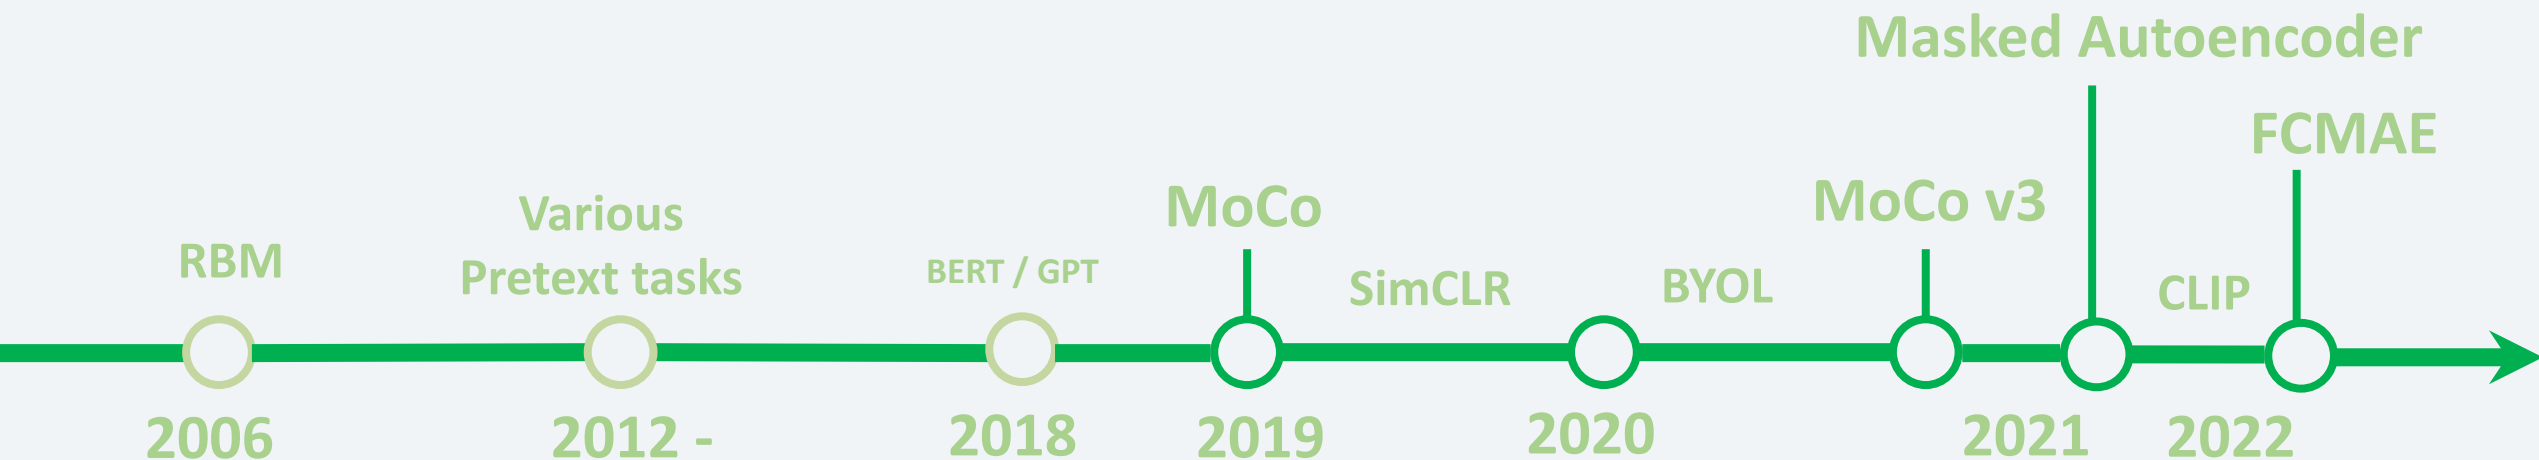 Masked Autoencoder
FCMAE
MoCo v3
MoCo
Various
Pretext tasks
RBM
BERT / GPT
SimCLR
BYOL
CLIP
2006
2012 -
2018
2019
2020
2021
2022